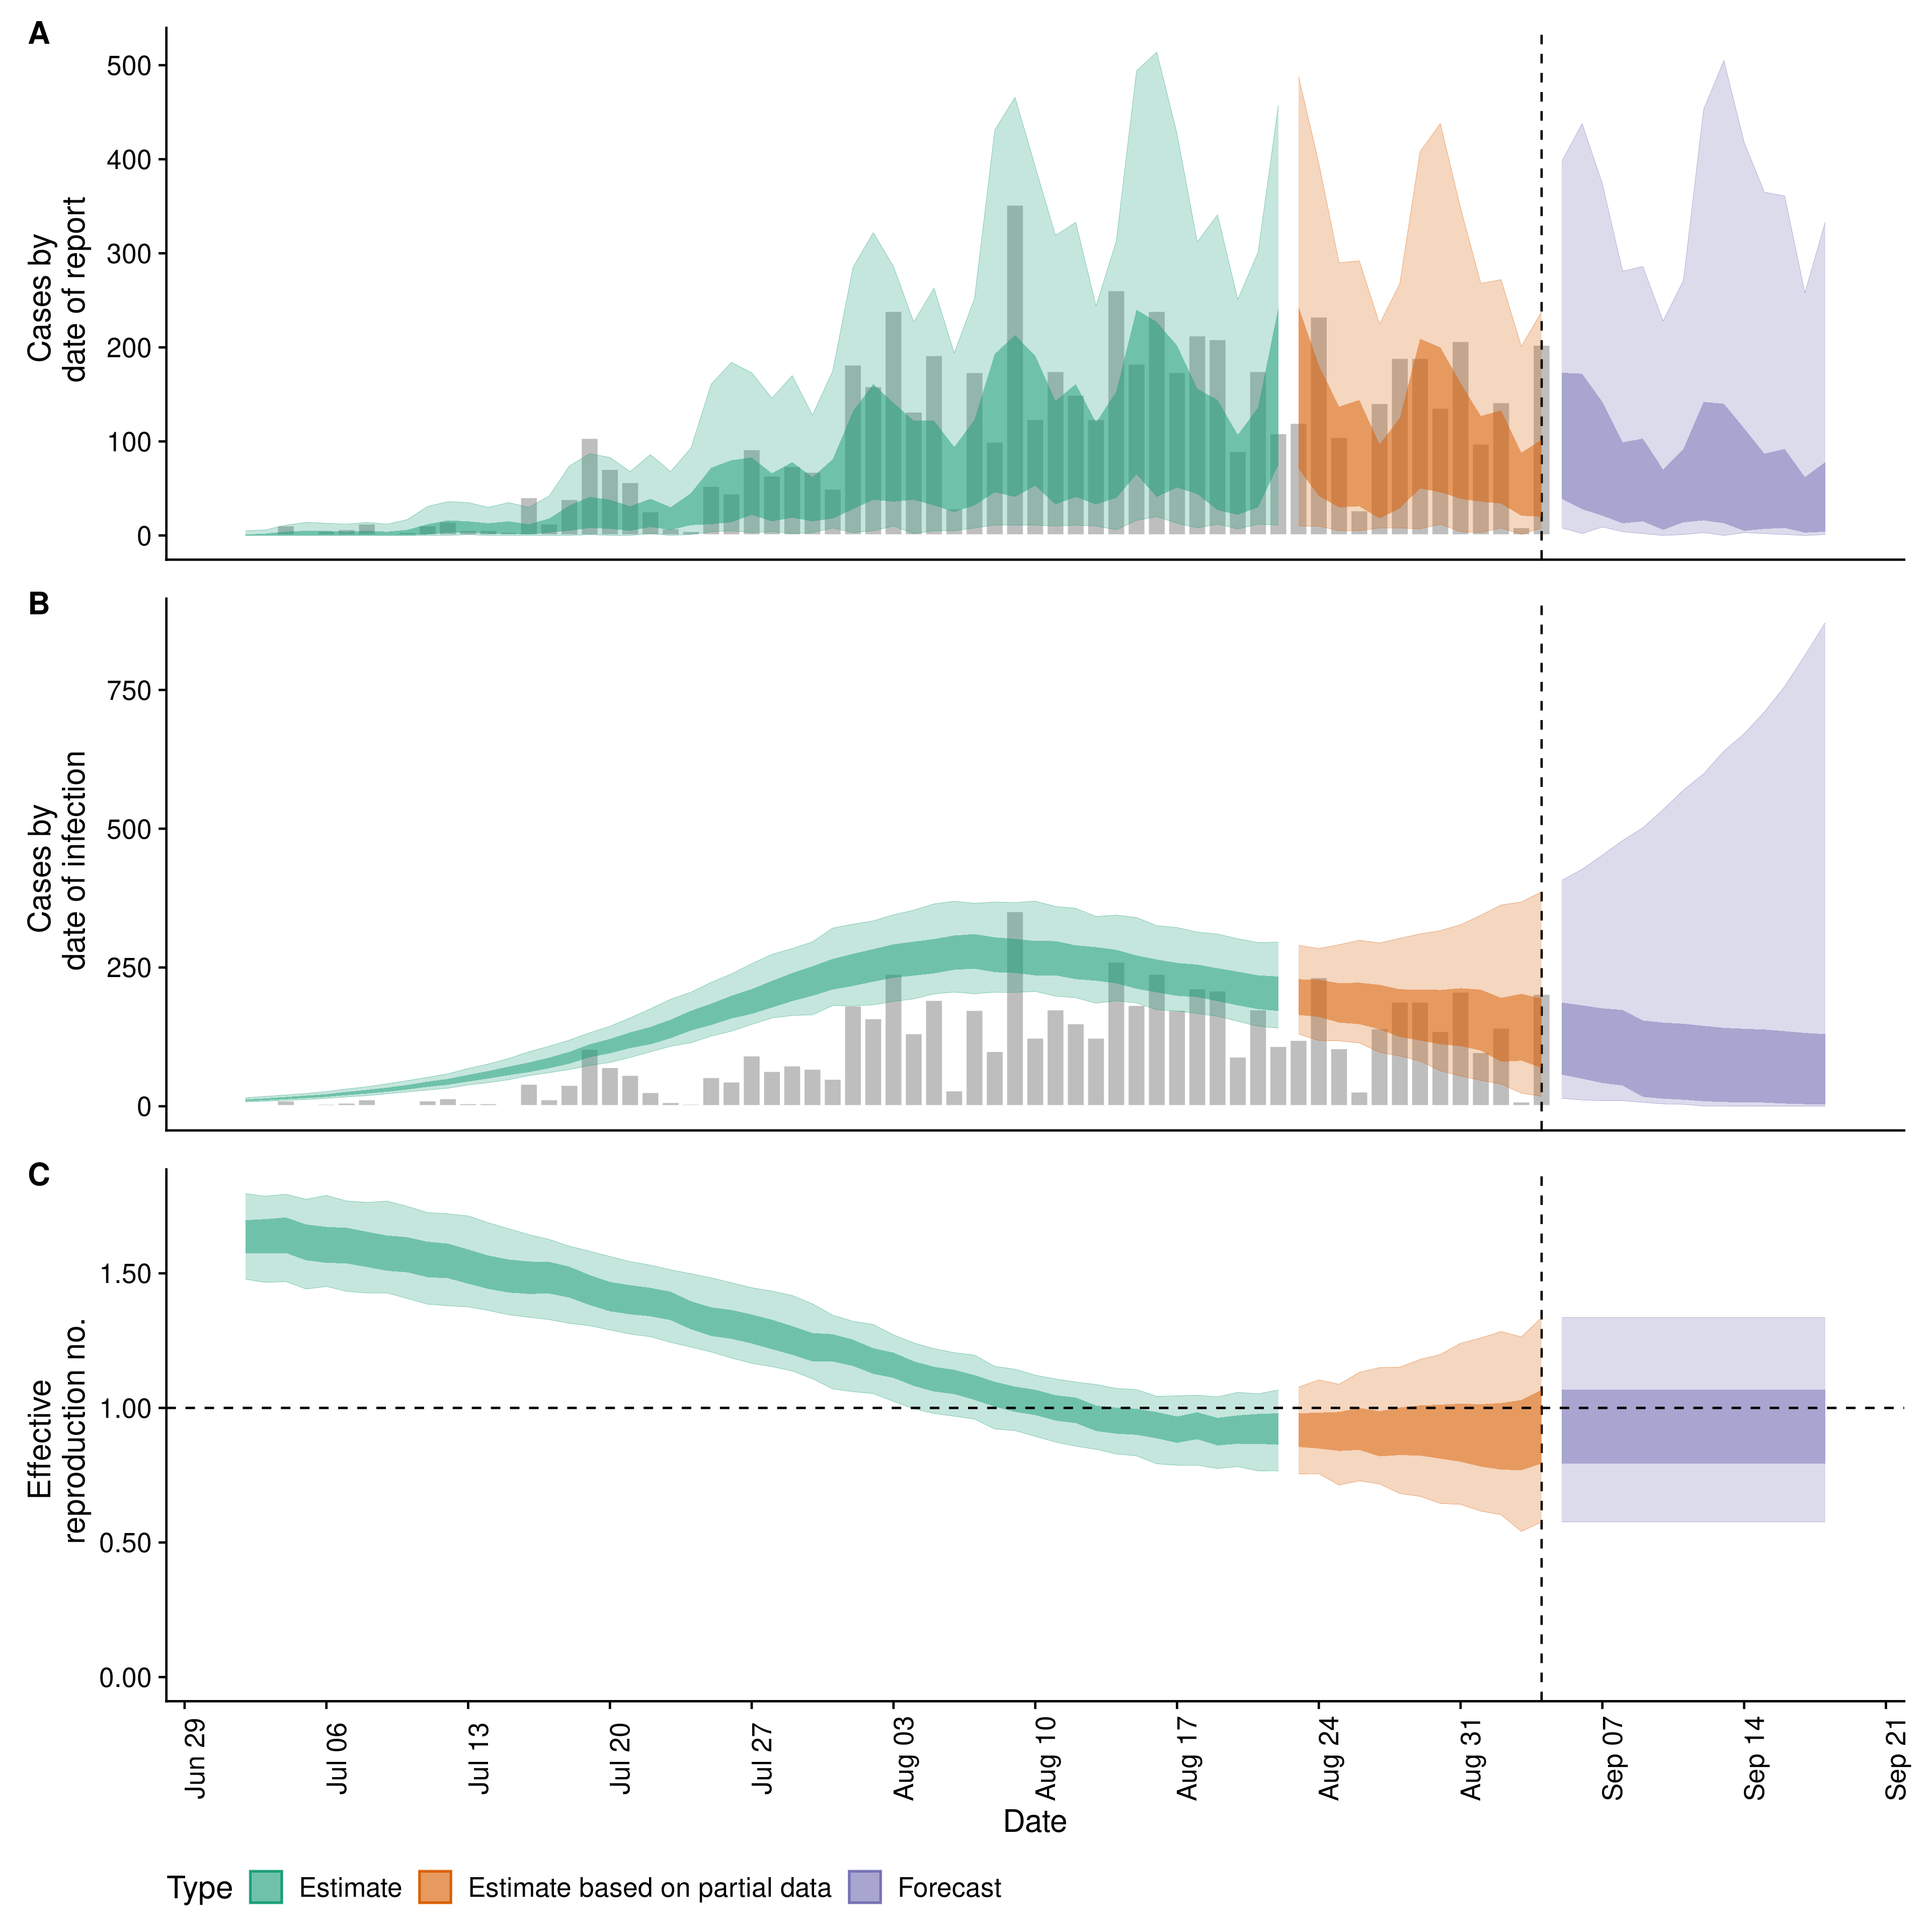 A
Cases by
date of report
500
400
300
200
100
0
B
Cases by
date of infection
750
500
250
0
C
Effective
reproduction no.
1.50
1.00
0.50
0.00
Jun 29
Jul 06
Jul 13
Jul 20
Jul 27
Aug 03
Aug 10
Aug 17
Aug 24
Aug 31
Sep 07
Sep 14
Sep 21
Date
Type Estimate Estimate based on partial data Forecast